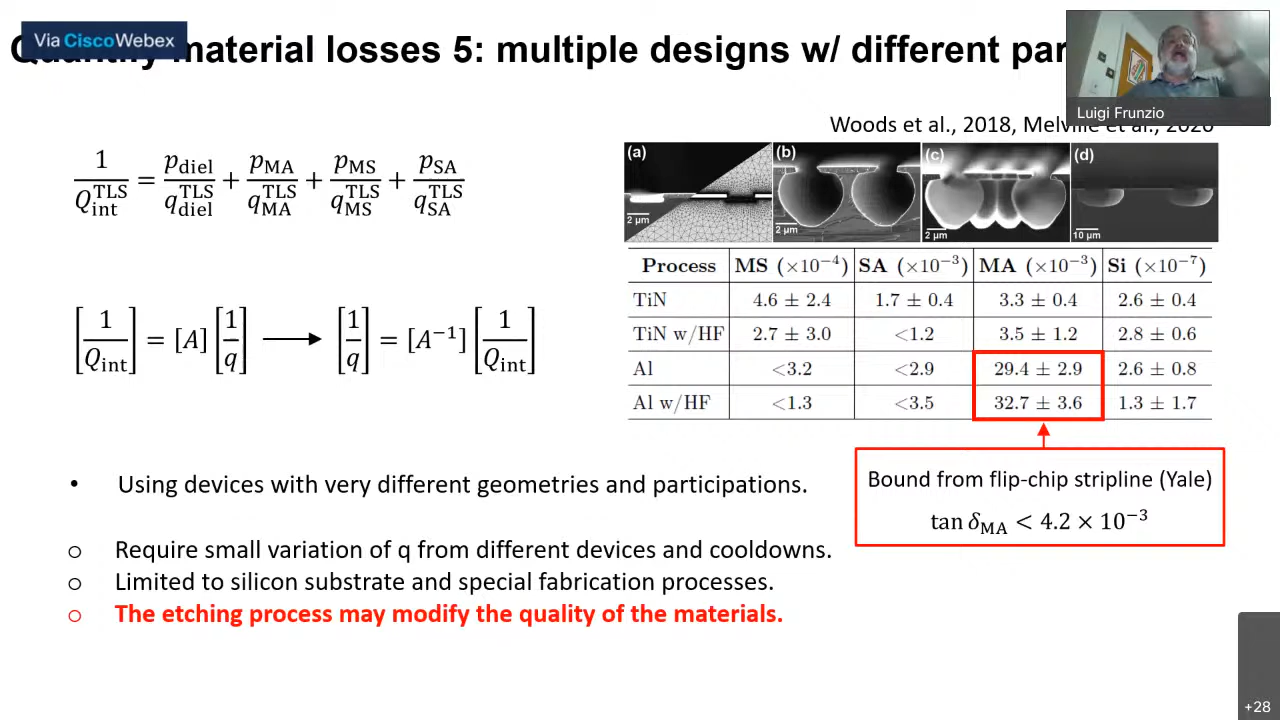 Via Cisco Webex
material losses 5: multiple designs w/ different
Luigi Frunzio
Woods et al., 2018,
1/Q_int^TLS = p_diel/q_diel^TLS + p_MA/q_MA^TLS + p_MS/q_MS^TLS + p_SA/q_SA^TLS
[1/Q_int] = [A] [1/q] ⟶ [1/q] = [A⁻¹] [1/Q_int]
(a) (b) (c) (d)
2 μm 2 μm 2 μm 10 μm
Process MS (×10⁻⁴) SA (×10⁻³) MA (×10⁻³) Si (×10⁻⁷)
TiN 4.6 ± 2.4 1.7 ± 0.4 3.3 ± 0.4 2.6 ± 0.4
TiN w/HF 2.7 ± 3.0 <1.2 3.5 ± 1.2 2.8 ± 0.6
Al <3.2 <2.9 29.4 ± 2.9 2.6 ± 0.8
Al w/HF <1.3 <3.5 32.7 ± 3.6 1.3 ± 1.7
Bound from flip-chip stripline (Yale)
tan δ_MA < 4.2 × 10⁻³
• Using devices with very different geometries and participations.
o Require small variation of q from different devices and cooldowns.
o Limited to silicon substrate and special fabrication processes.
o The etching process may modify the quality of the materials.
+28